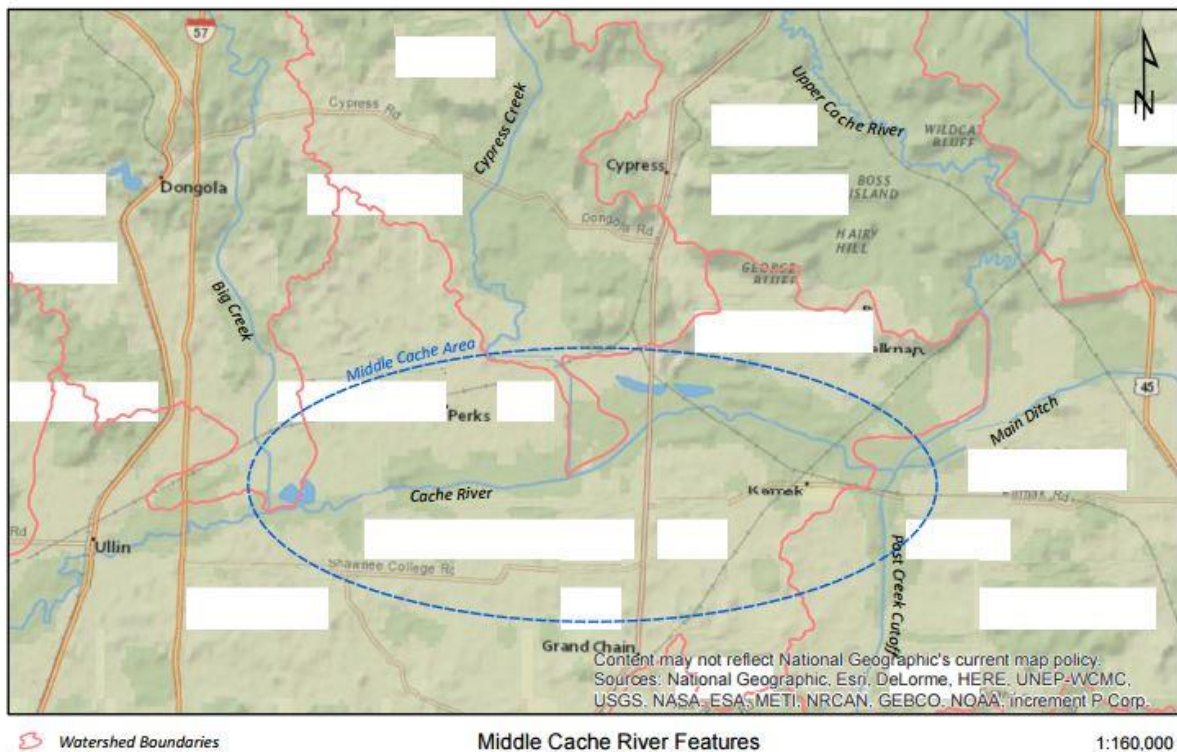 57
Cypress Rd
Cypress Creek
Upper Cache River
WILDCA
BLUFF
N
Dongola
Cypress
BOSS
ISLAND
Dongola Rd
HAIRY
HILL
GEORGE
BLUFF
Big Creek
Middle Cache Area
45
Perks
Main Ditch
Cache River
Karnak
Rd
Ullin
Shawnee College Rd
Post Creek Cutoff
Grand Chain
Content may not reflect National Geographic's current map policy.
Sources: National Geographic, Esri, DeLorme, HERE, UNEP-WCMC,
USGS, NASA, ESA, METI, NRCAN, GEBCO, NOAA, increment P Corp.
Watershed Boundaries
Middle Cache River Features
1:160,000